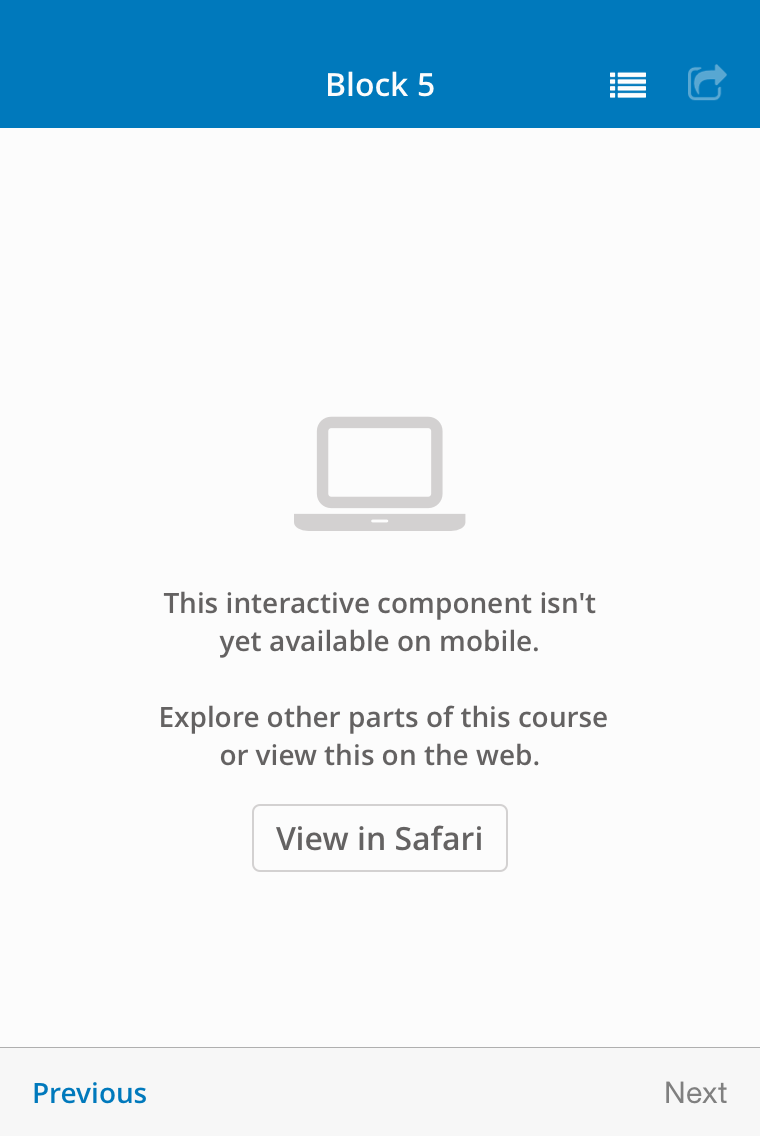 Block 5
This interactive component isn't
yet available on mobile.
Explore other parts of this course
or view this on the web.
View in Safari
Previous
Next